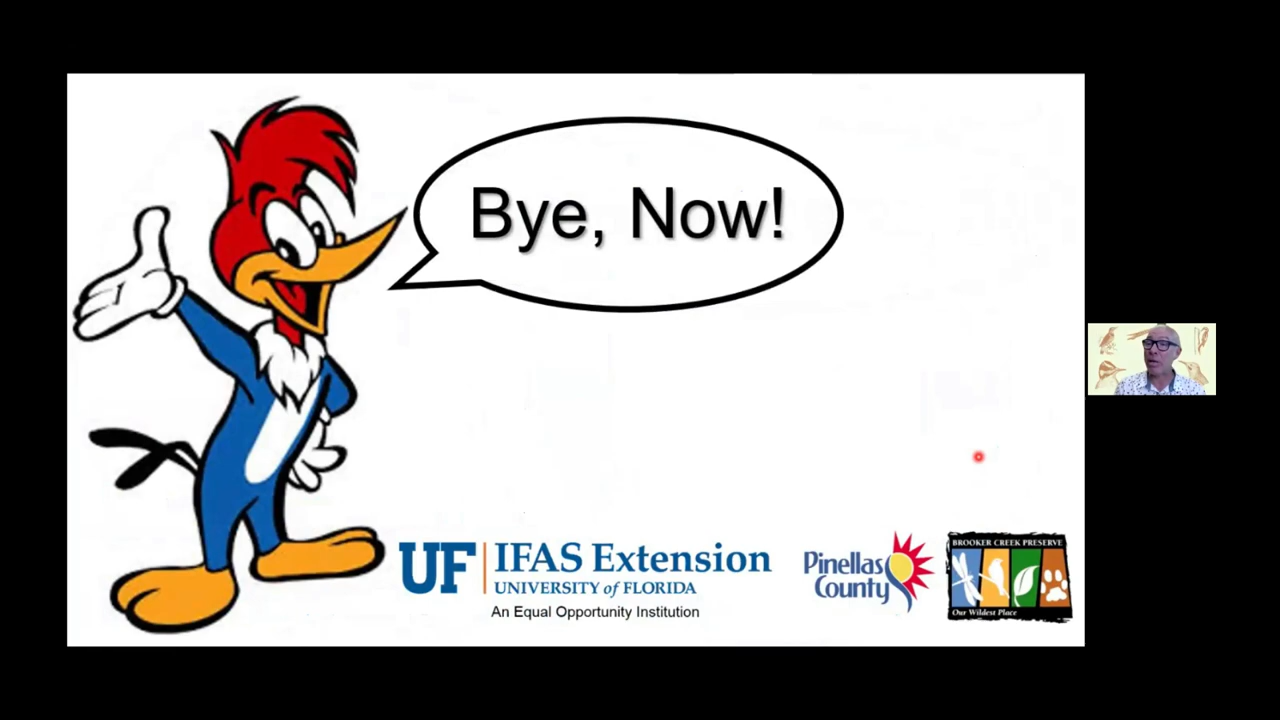 Bye, Now!
UF IFAS Extension
UNIVERSITY of FLORIDA
An Equal Opportunity Institution
Pinellas
County
BROOKER CREEK PRESERVE
Our Wildest Place